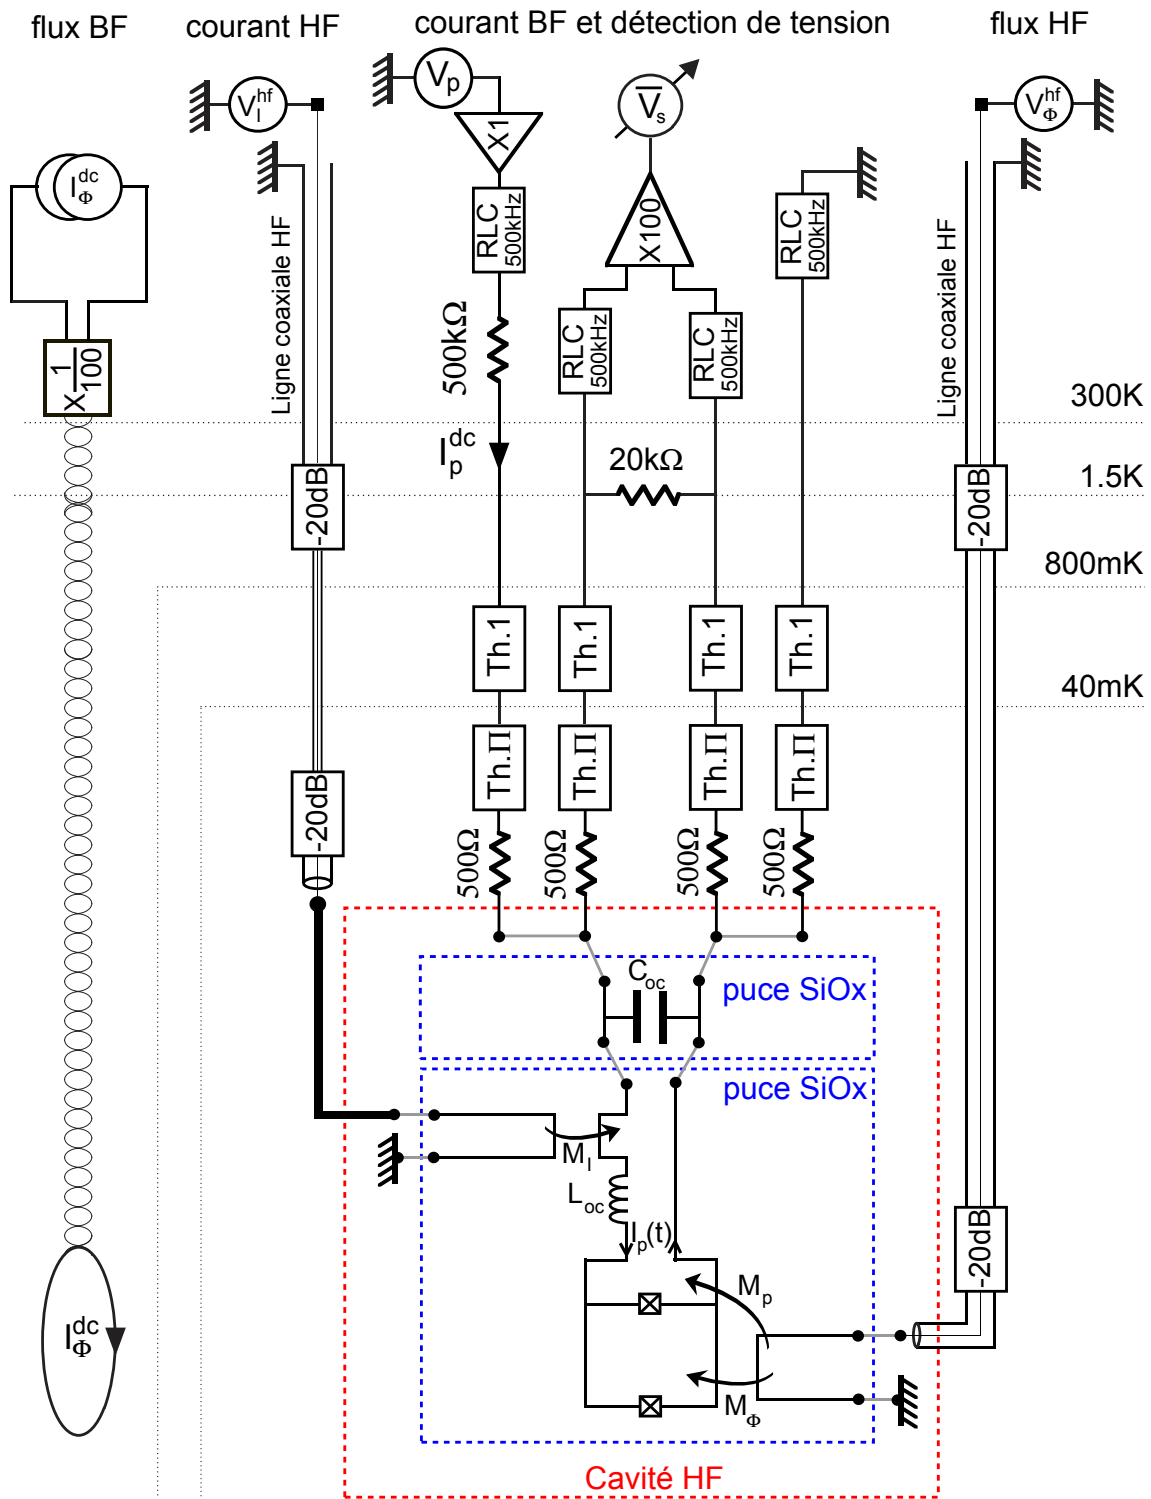 flux BF
courant HF
courant BF et détection de tension
flux HF
V_I^hf
V_p
V̅_s
V_Φ^hf
X1
I_Φ^dc
RLC
500kHz
X100
RLC
500kHz
Ligne coaxiale HF
Ligne coaxiale HF
500kΩ
RLC
500kHz
RLC
500kHz
X 1/100
300K
I_p^dc
20kΩ
1.5K
-20dB
-20dB
800mK
Th.1
Th.1
Th.1
Th.1
40mK
Th.Π
Th.Π
Th.Π
Th.Π
-20dB
500Ω
500Ω
500Ω
500Ω
C_oc
puce SiOx
puce SiOx
M_I
L_oc
I_p(t)
-20dB
M_p
I_Φ^dc
M_Φ
Cavité HF